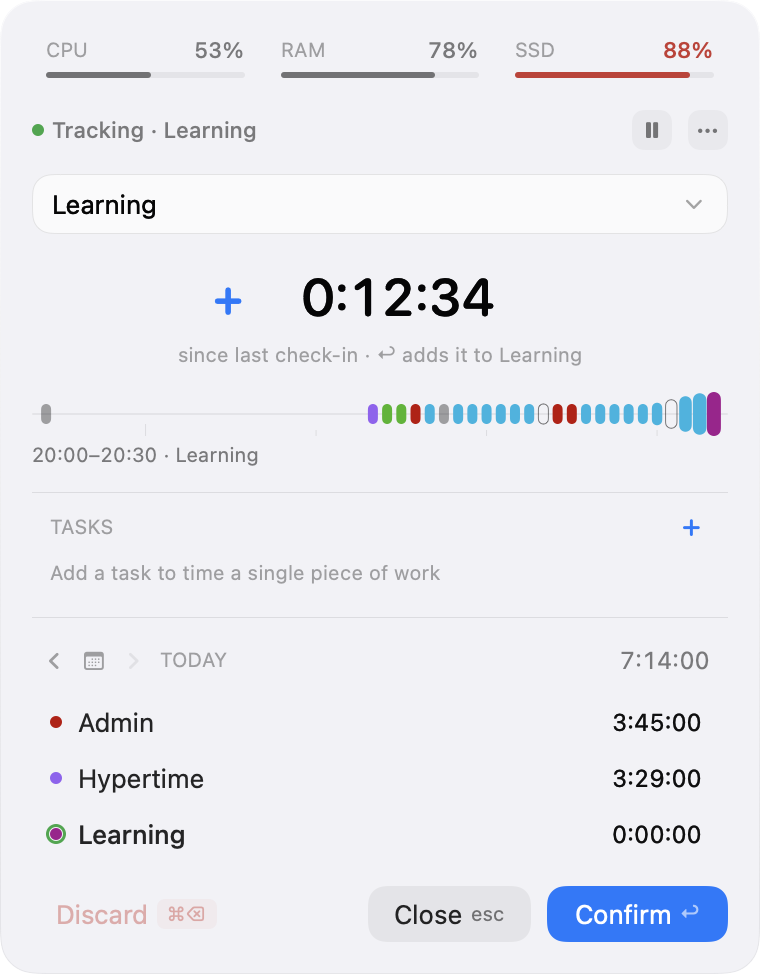 CPU 53% RAM 78% SSD 88%
Tracking · Learning
Learning
+ 0:12:34
since last check-in · ↩ adds it to Learning
20:00–20:30 · Learning
TASKS +
Add a task to time a single piece of work
TODAY 7:14:00
Admin 3:45:00
Hypertime 3:29:00
Learning 0:00:00
Discard ⌘⌫ Close esc Confirm ↩